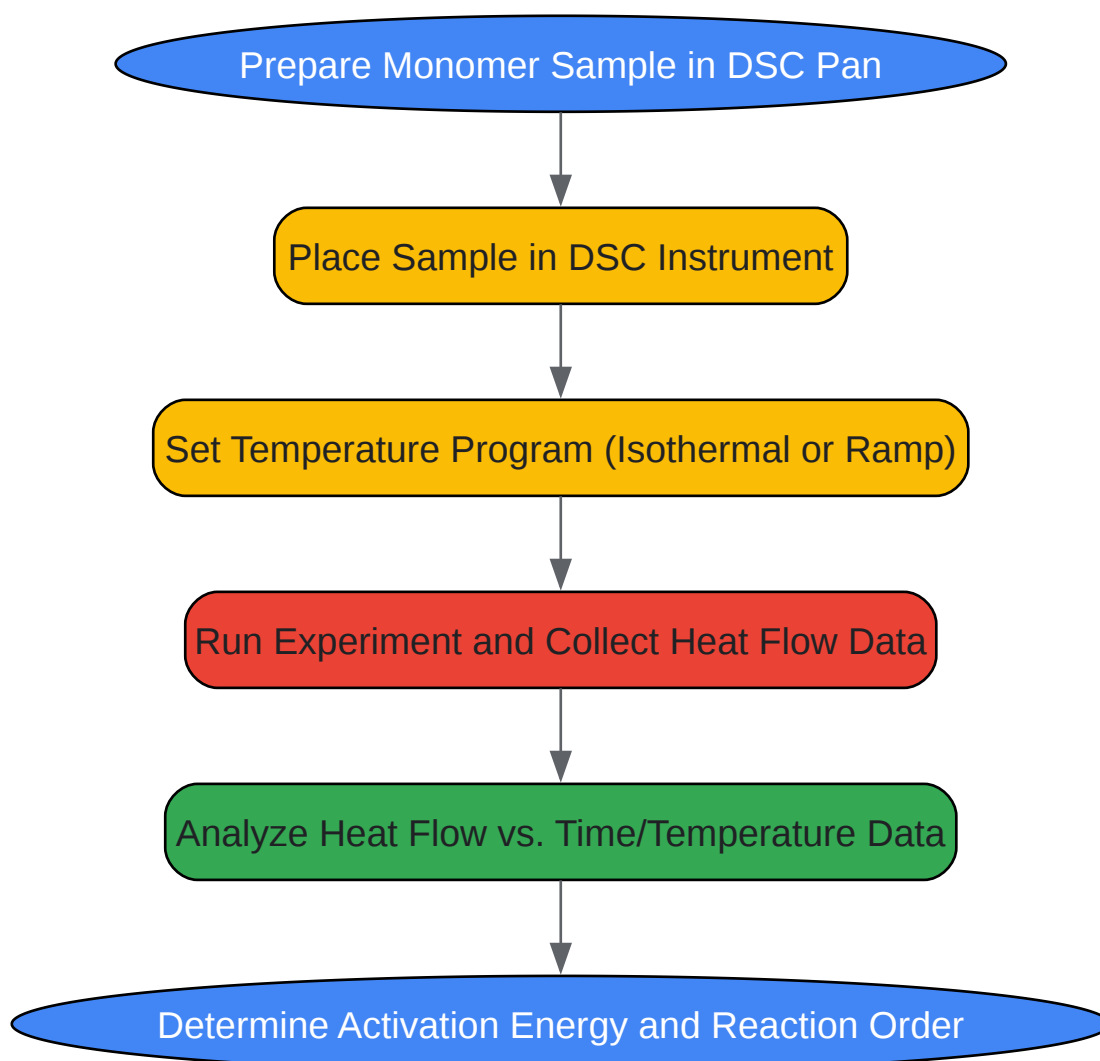 Prepare Monomer Sample in DSC Pan
Place Sample in DSC Instrument
Set Temperature Program (Isothermal or Ramp)
Run Experiment and Collect Heat Flow Data
Analyze Heat Flow vs. Time/Temperature Data
Determine Activation Energy and Reaction Order